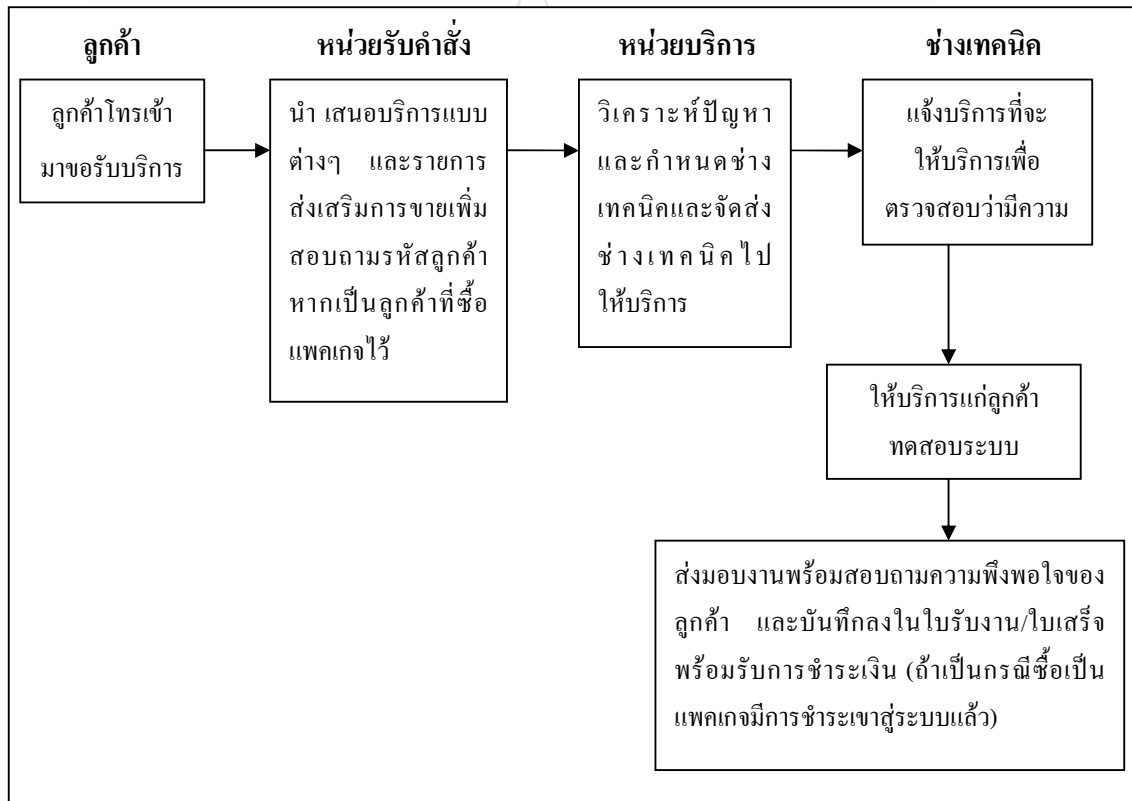 ลูกค้า
หน่วยรับคำสั่ง
หน่วยบริการ
ช่างเทคนิค
ลูกค้าโทรเข้า
มาขอรับบริการ
นำ เสนอบริการแบบ
ต่างๆ และรายการ
ส่งเสริมการขายเพิ่ม
สอบถามรหัสลูกค้า
หากเป็นลูกค้าที่ซื้อ
แพคเกจไว้
วิเคราะห์ปัญหา
และกำหนดช่าง
เทคนิคและจัดส่ง
ช่างเทคนิคไป
ให้บริการ
แจ้งบริการที่จะ
ให้บริการเพื่อ
ตรวจสอบว่ามีความ
ให้บริการแก่ลูกค้า
ทดสอบระบบ
ส่งมอบงานพร้อมสอบถามความพึงพอใจของ
ลูกค้า และบันทึกลงในใบรับงาน/ใบเสร็จ
พร้อมรับการชำระเงิน (ถ้าเป็นกรณีซื้อเป็น
แพคเกจมีการชำระเขาสู่ระบบแล้ว)